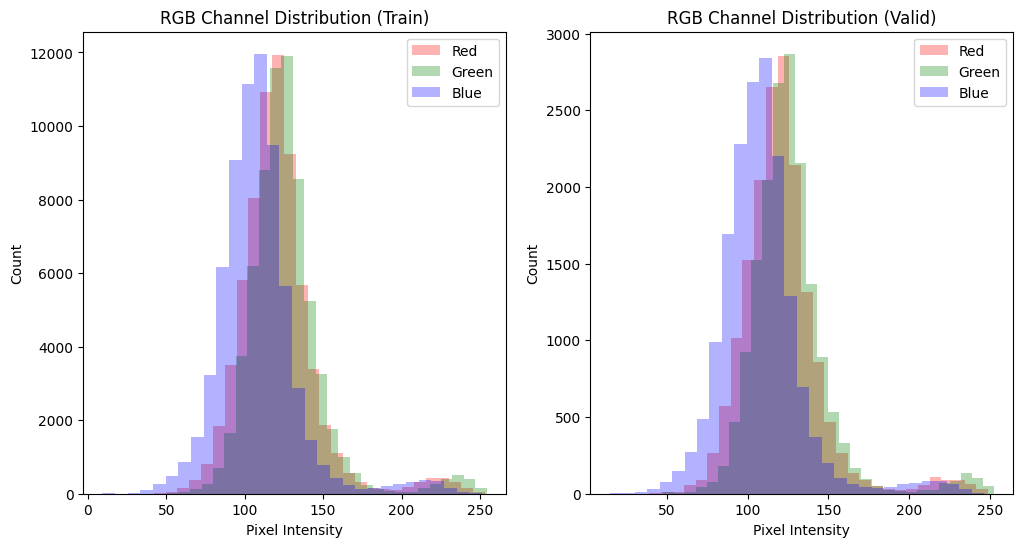 RGB Channel Distribution (Train)
12000
10000
8000
6000
4000
2000
0
Count
0
50
100
150
200
250
Pixel Intensity
Red
Green
Blue
RGB Channel Distribution (Valid)
3000
2500
2000
1500
1000
500
0
Count
50
100
150
200
250
Pixel Intensity
Red
Green
Blue